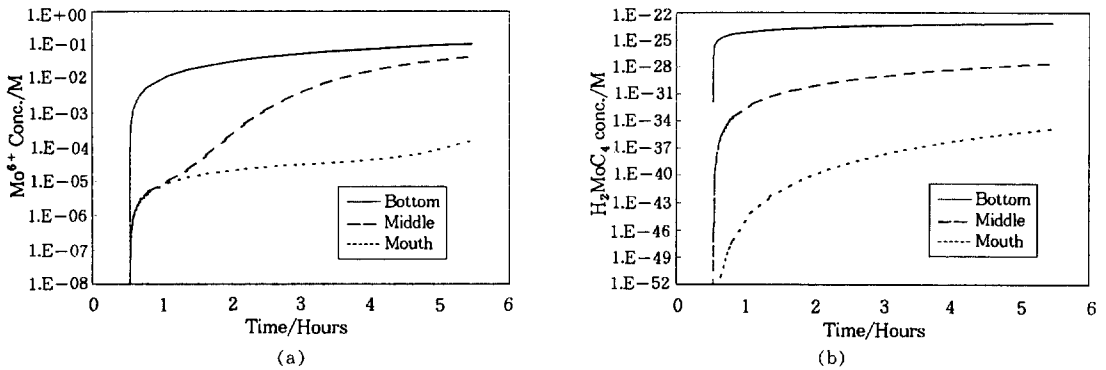 Mo⁶⁺ Conc./M
1.E+00
1.E−01
1.E−02
1.E−03
1.E−04
1.E−05
1.E−06
1.E−07
1.E−08
0 1 2 3 4 5 6
Time/Hours
Bottom
Middle
Mouth
(a)
H₂MoC₄ conc./M
1.E−22
1.E−25
1.E−28
1.E−31
1.E−34
1.E−37
1.E−40
1.E−43
1.E−46
1.E−49
1.E−52
0 1 2 3 4 5 6
Time/Hours
Bottom
Middle
Mouth
(b)